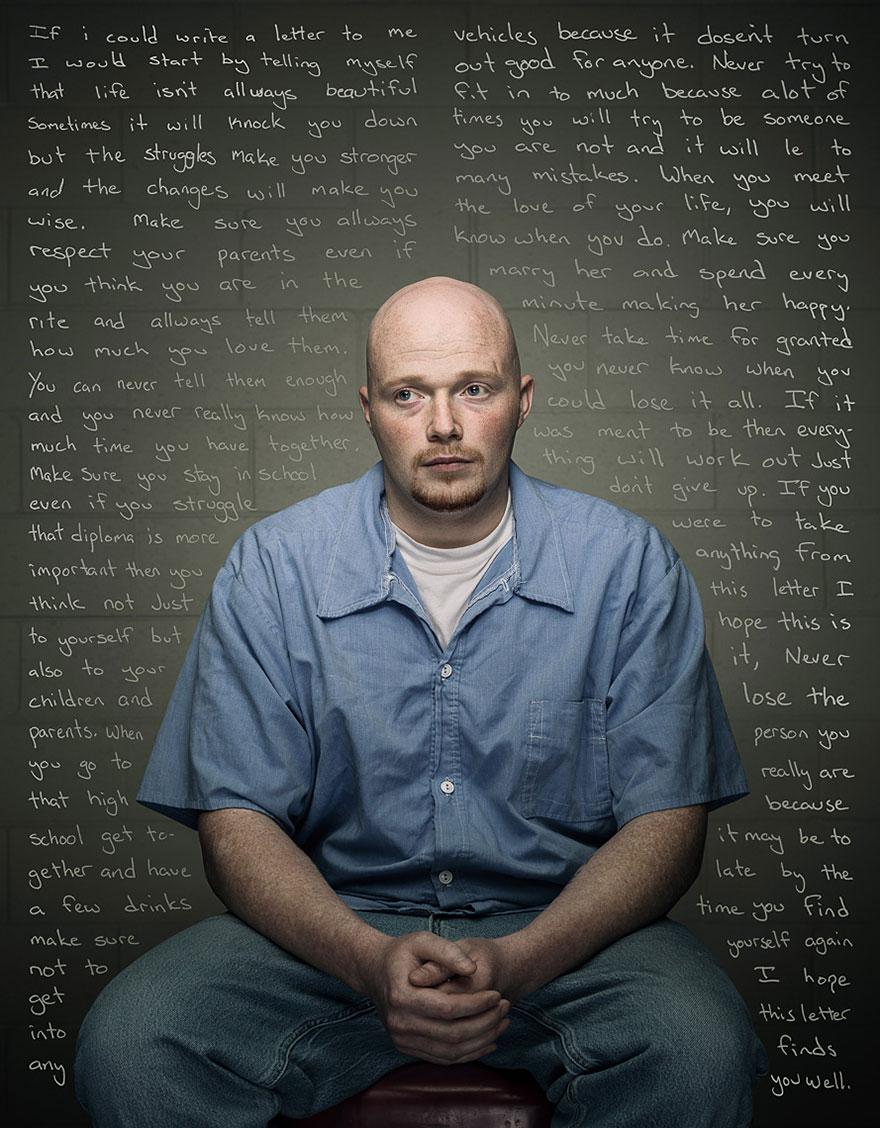 If i could write a letter to me
I would start by telling myself
that life isn't allways beautiful
Sometimes it will knock you down
but the struggles make you stronger
and the changes will make you
wise. Make sure you allways
respect your parents even if
you think you are in the
rite and allways tell them
how much you love them.
You can never tell them enough
and you never really know how
much time you have together.
Make sure you stay in school
even if you struggle
that diploma is more
important then you
think not Just
to yourself but
also to your
children and
parents. When
you go to
that high
school get to-
gether and have
a few drinks
make sure
not to
get
into
any
vehicles because it dosen't turn
out good for anyone. Never try to
fit in to much because alot of
times you will try to be someone
you are not and it will le to
many mistakes. When you meet
the love of your life, you will
know when you do. Make sure you
marry her and spend every
minute making her happy.
Never take time for granted
you never know when you
could lose it all. If it
was ment to be then every-
thing will work out Just
don't give up. If you
were to take
anything from
this letter I
hope this is
it, Never
lose the
person you
really are
because
it may be to
late by the
time you find
yourself again
I hope
this letter
finds
you well.